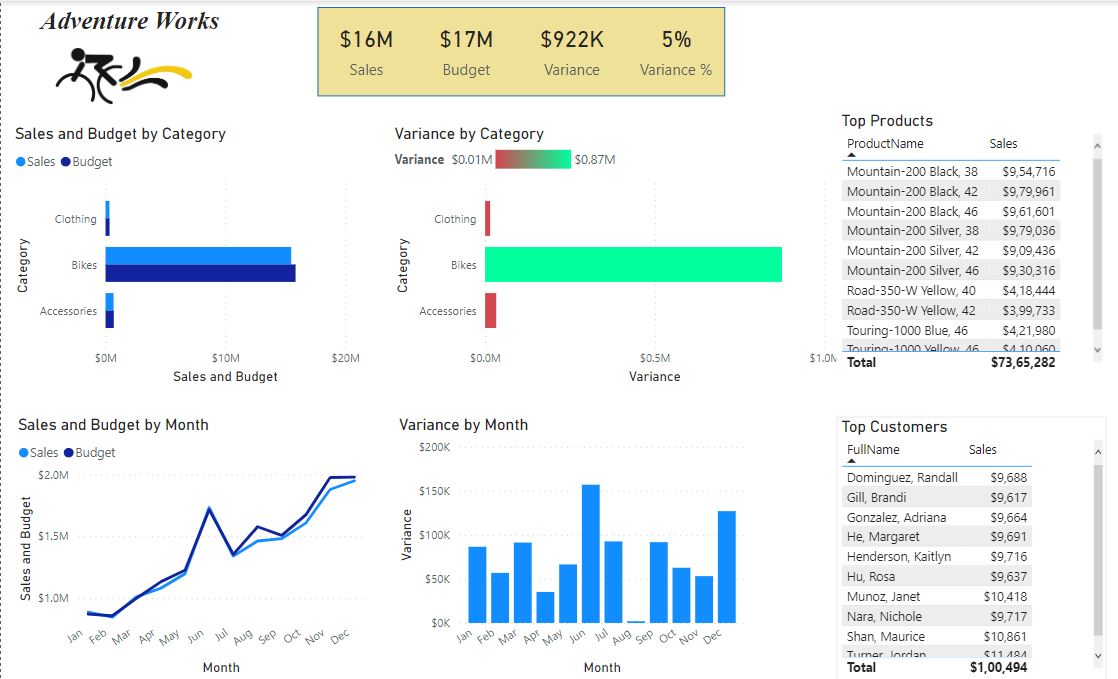 Adventure Works
$16M $17M $922K 5%
Sales Budget Variance Variance %
Sales and Budget by Category
Sales Budget
Category
Clothing
Bikes
Accessories
$0M $10M $20M
Sales and Budget
Variance by Category
Variance $0.01M $0.87M
Category
Clothing
Bikes
Accessories
$0.0M $0.5M $1.0M
Variance
Top Products
ProductName Sales
Mountain-200 Black, 38 $9,54,716
Mountain-200 Black, 42 $9,79,961
Mountain-200 Black, 46 $9,61,601
Mountain-200 Silver, 38 $9,79,036
Mountain-200 Silver, 42 $9,09,436
Mountain-200 Silver, 46 $9,30,316
Road-350-W Yellow, 40 $4,18,444
Road-350-W Yellow, 42 $3,99,733
Touring-1000 Blue, 46 $4,21,980
Touring-1000 Yellow, 46 $4,10,060
Total $73,65,282
Sales and Budget by Month
Sales Budget
Sales and Budget
$2.0M
$1.5M
$1.0M
Jan Feb Mar Apr May Jun Jul Aug Sep Oct Nov Dec
Month
Variance by Month
Variance
$200K
$150K
$100K
$50K
$0K
Jan Feb Mar Apr May Jun Jul Aug Sep Oct Nov Dec
Month
Top Customers
FullName Sales
Dominguez, Randall $9,688
Gill, Brandi $9,617
Gonzalez, Adriana $9,664
He, Margaret $9,691
Henderson, Kaitlyn $9,716
Hu, Rosa $9,637
Munoz, Janet $10,418
Nara, Nichole $9,717
Shan, Maurice $10,861
Turner, Jordan $11,484
Total $1,00,494